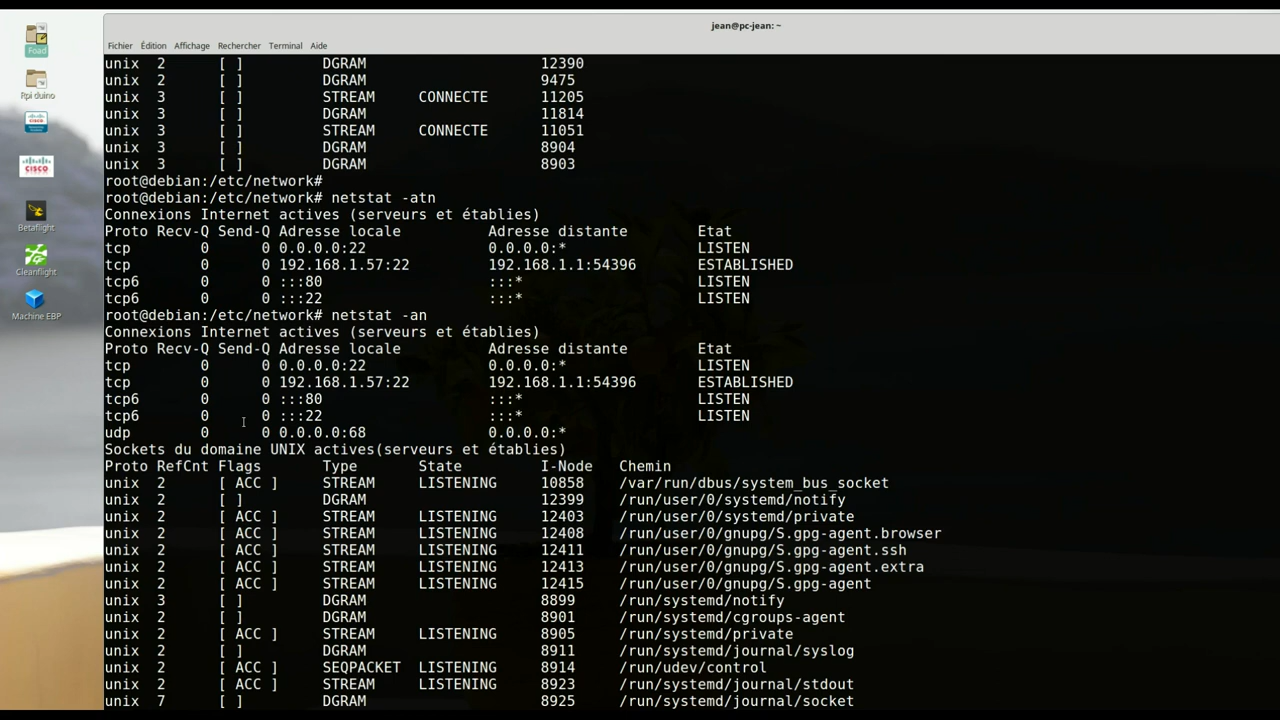 jean@pc-jean: ~
Fichier Édition Affichage Rechercher Terminal Aide
Foad
Rpi duino
cisco
CISCO
Betaflight
Cleanflight
Machine EBP
unix 2 [ ] DGRAM 12390
unix 2 [ ] DGRAM 9475
unix 3 [ ] STREAM CONNECTE 11205
unix 3 [ ] DGRAM 11814
unix 3 [ ] STREAM CONNECTE 11051
unix 3 [ ] DGRAM 8904
unix 3 [ ] DGRAM 8903
root@debian:/etc/network#
root@debian:/etc/network# netstat -atn
Connexions Internet actives (serveurs et établies)
Proto Recv-Q Send-Q Adresse locale Adresse distante Etat
tcp 0 0 0.0.0.0:22 0.0.0.0:* LISTEN
tcp 0 0 192.168.1.57:22 192.168.1.1:54396 ESTABLISHED
tcp6 0 0 :::80 :::* LISTEN
tcp6 0 0 :::22 :::* LISTEN
root@debian:/etc/network# netstat -an
Connexions Internet actives (serveurs et établies)
Proto Recv-Q Send-Q Adresse locale Adresse distante Etat
tcp 0 0 0.0.0.0:22 0.0.0.0:* LISTEN
tcp 0 0 192.168.1.57:22 192.168.1.1:54396 ESTABLISHED
tcp6 0 0 :::80 :::* LISTEN
tcp6 0 0 :::22 :::* LISTEN
udp 0 0 0.0.0.0:68 0.0.0.0:*
Sockets du domaine UNIX actives(serveurs et établies)
Proto RefCnt Flags Type State I-Node Chemin
unix 2 [ ACC ] STREAM LISTENING 10858 /var/run/dbus/system_bus_socket
unix 2 [ ] DGRAM 12399 /run/user/0/systemd/notify
unix 2 [ ACC ] STREAM LISTENING 12403 /run/user/0/systemd/private
unix 2 [ ACC ] STREAM LISTENING 12408 /run/user/0/gnupg/S.gpg-agent.browser
unix 2 [ ACC ] STREAM LISTENING 12411 /run/user/0/gnupg/S.gpg-agent.ssh
unix 2 [ ACC ] STREAM LISTENING 12413 /run/user/0/gnupg/S.gpg-agent.extra
unix 2 [ ACC ] STREAM LISTENING 12415 /run/user/0/gnupg/S.gpg-agent
unix 3 [ ] DGRAM 8899 /run/systemd/notify
unix 2 [ ] DGRAM 8901 /run/systemd/cgroups-agent
unix 2 [ ACC ] STREAM LISTENING 8905 /run/systemd/private
unix 2 [ ] DGRAM 8911 /run/systemd/journal/syslog
unix 2 [ ACC ] SEQPACKET LISTENING 8914 /run/udev/control
unix 2 [ ACC ] STREAM LISTENING 8923 /run/systemd/journal/stdout
unix 7 [ ] DGRAM 8925 /run/systemd/journal/socket